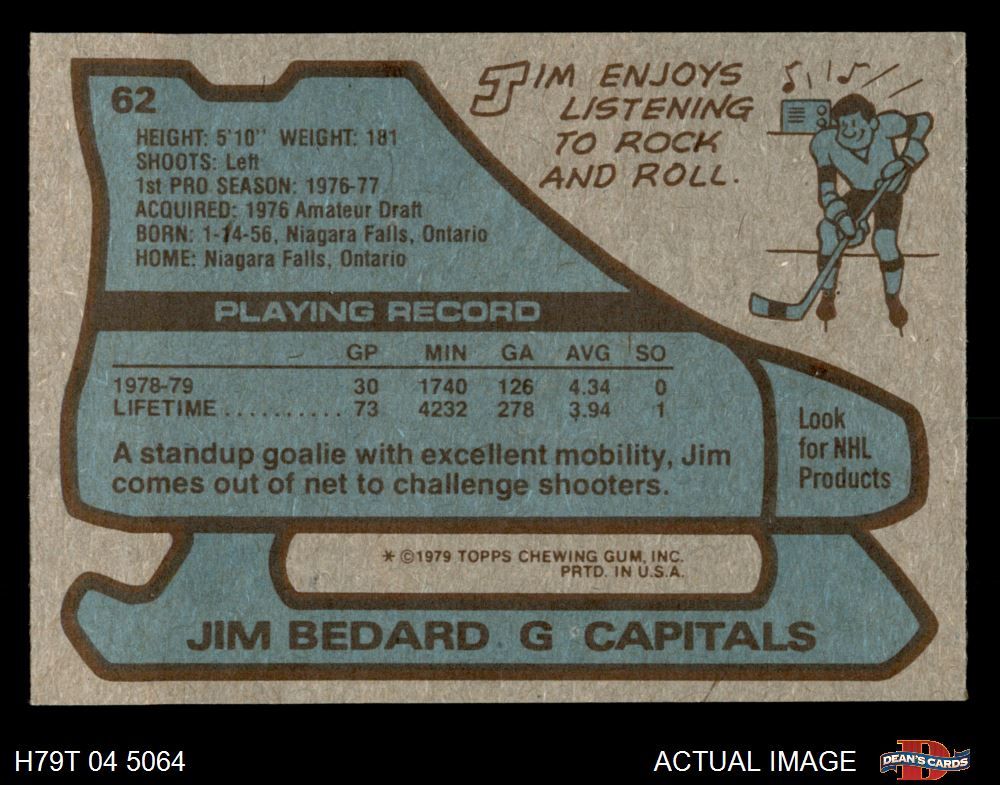 62
HEIGHT: 5'10" WEIGHT: 181
SHOOTS: Left
1st PRO SEASON: 1976-77
ACQUIRED: 1976 Amateur Draft
BORN: 1-14-56, Niagara Falls, Ontario
HOME: Niagara Falls, Ontario
JIM ENJOYS
LISTENING
TO ROCK
AND ROLL.
PLAYING RECORD
GP MIN GA AVG SO
1978-79 30 1740 126 4.34 0
LIFETIME .......... 73 4232 278 3.94 1
A standup goalie with excellent mobility, Jim
comes out of net to challenge shooters.
Look
for NHL
Products
* ©1979 TOPPS CHEWING GUM, INC.
PRTD. IN U.S.A.
JIM BEDARD G CAPITALS
H79T 04 5064
ACTUAL IMAGE
DEAN'S CARDS